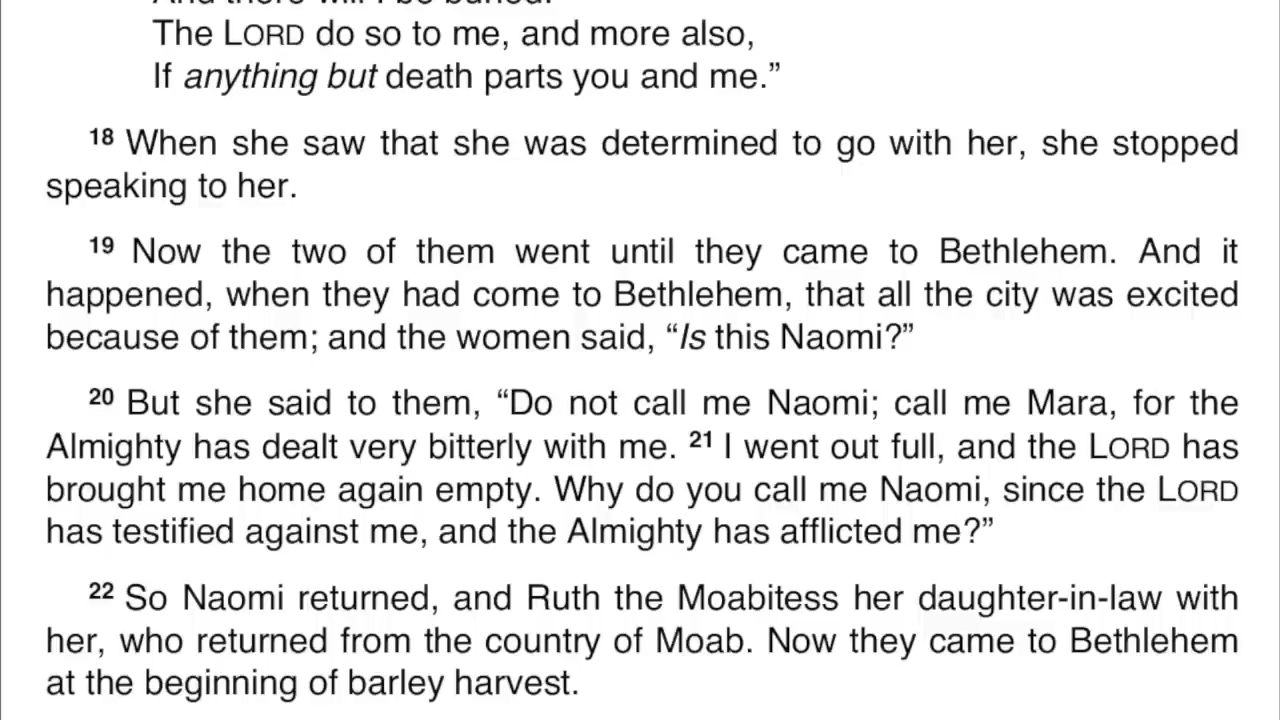 And there will I be buried.
The LORD do so to me, and more also,
If anything but death parts you and me.”
18 When she saw that she was determined to go with her, she stopped
speaking to her.
19 Now the two of them went until they came to Bethlehem. And it
happened, when they had come to Bethlehem, that all the city was excited
because of them; and the women said, “Is this Naomi?”
20 But she said to them, “Do not call me Naomi; call me Mara, for the
Almighty has dealt very bitterly with me. 21 I went out full, and the LORD has
brought me home again empty. Why do you call me Naomi, since the LORD
has testified against me, and the Almighty has afflicted me?”
22 So Naomi returned, and Ruth the Moabitess her daughter-in-law with
her, who returned from the country of Moab. Now they came to Bethlehem
at the beginning of barley harvest.